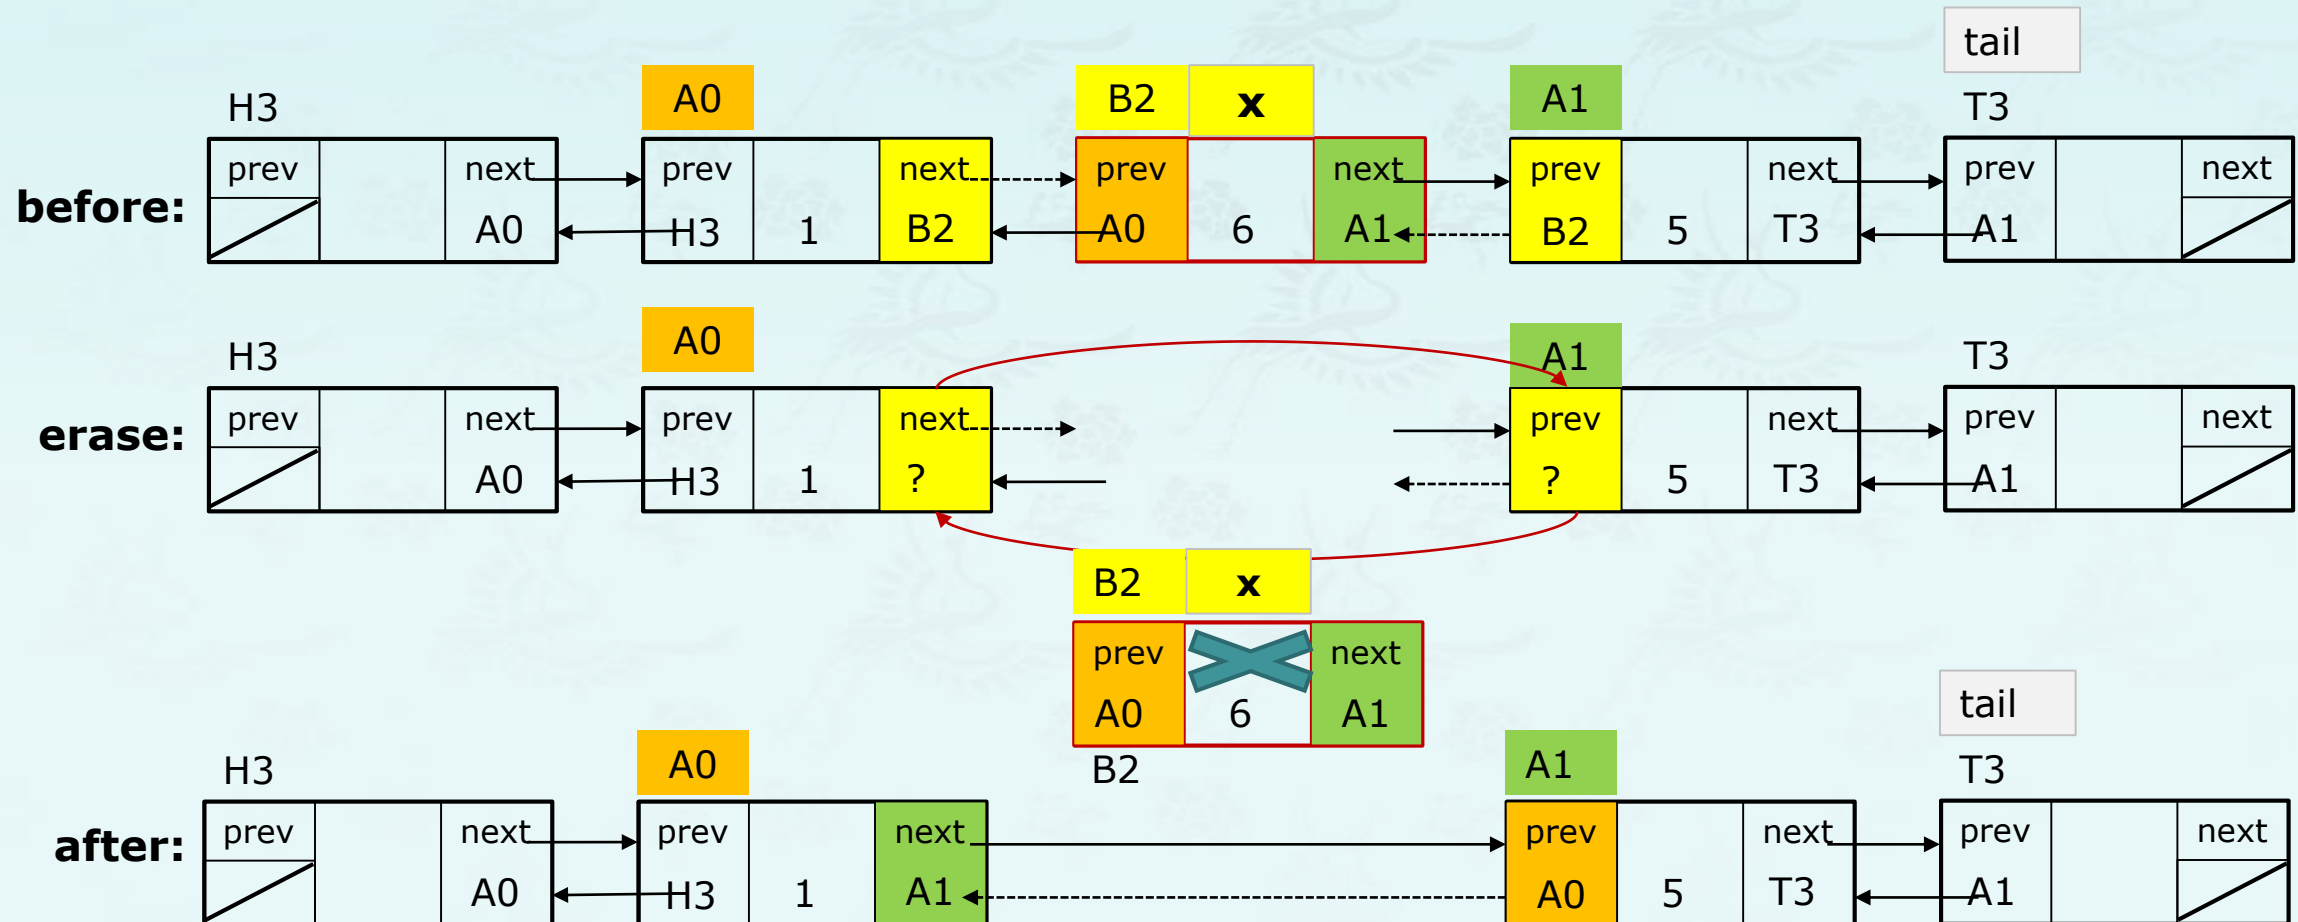 tail
H3 A0 B2 x A1 T3
prev next prev next prev next prev next prev next
before:
A0 H3 1 B2 A0 6 A1 B2 5 T3 A1
H3 A0 A1 T3
prev next prev next prev next prev next
erase:
A0 H3 1 ? ? 5 T3 A1
B2 x
prev next
A0 6 A1
B2
tail
H3 A0 A1 T3
prev next prev next prev next prev next
after:
A0 H3 1 A1 A0 5 T3 A1